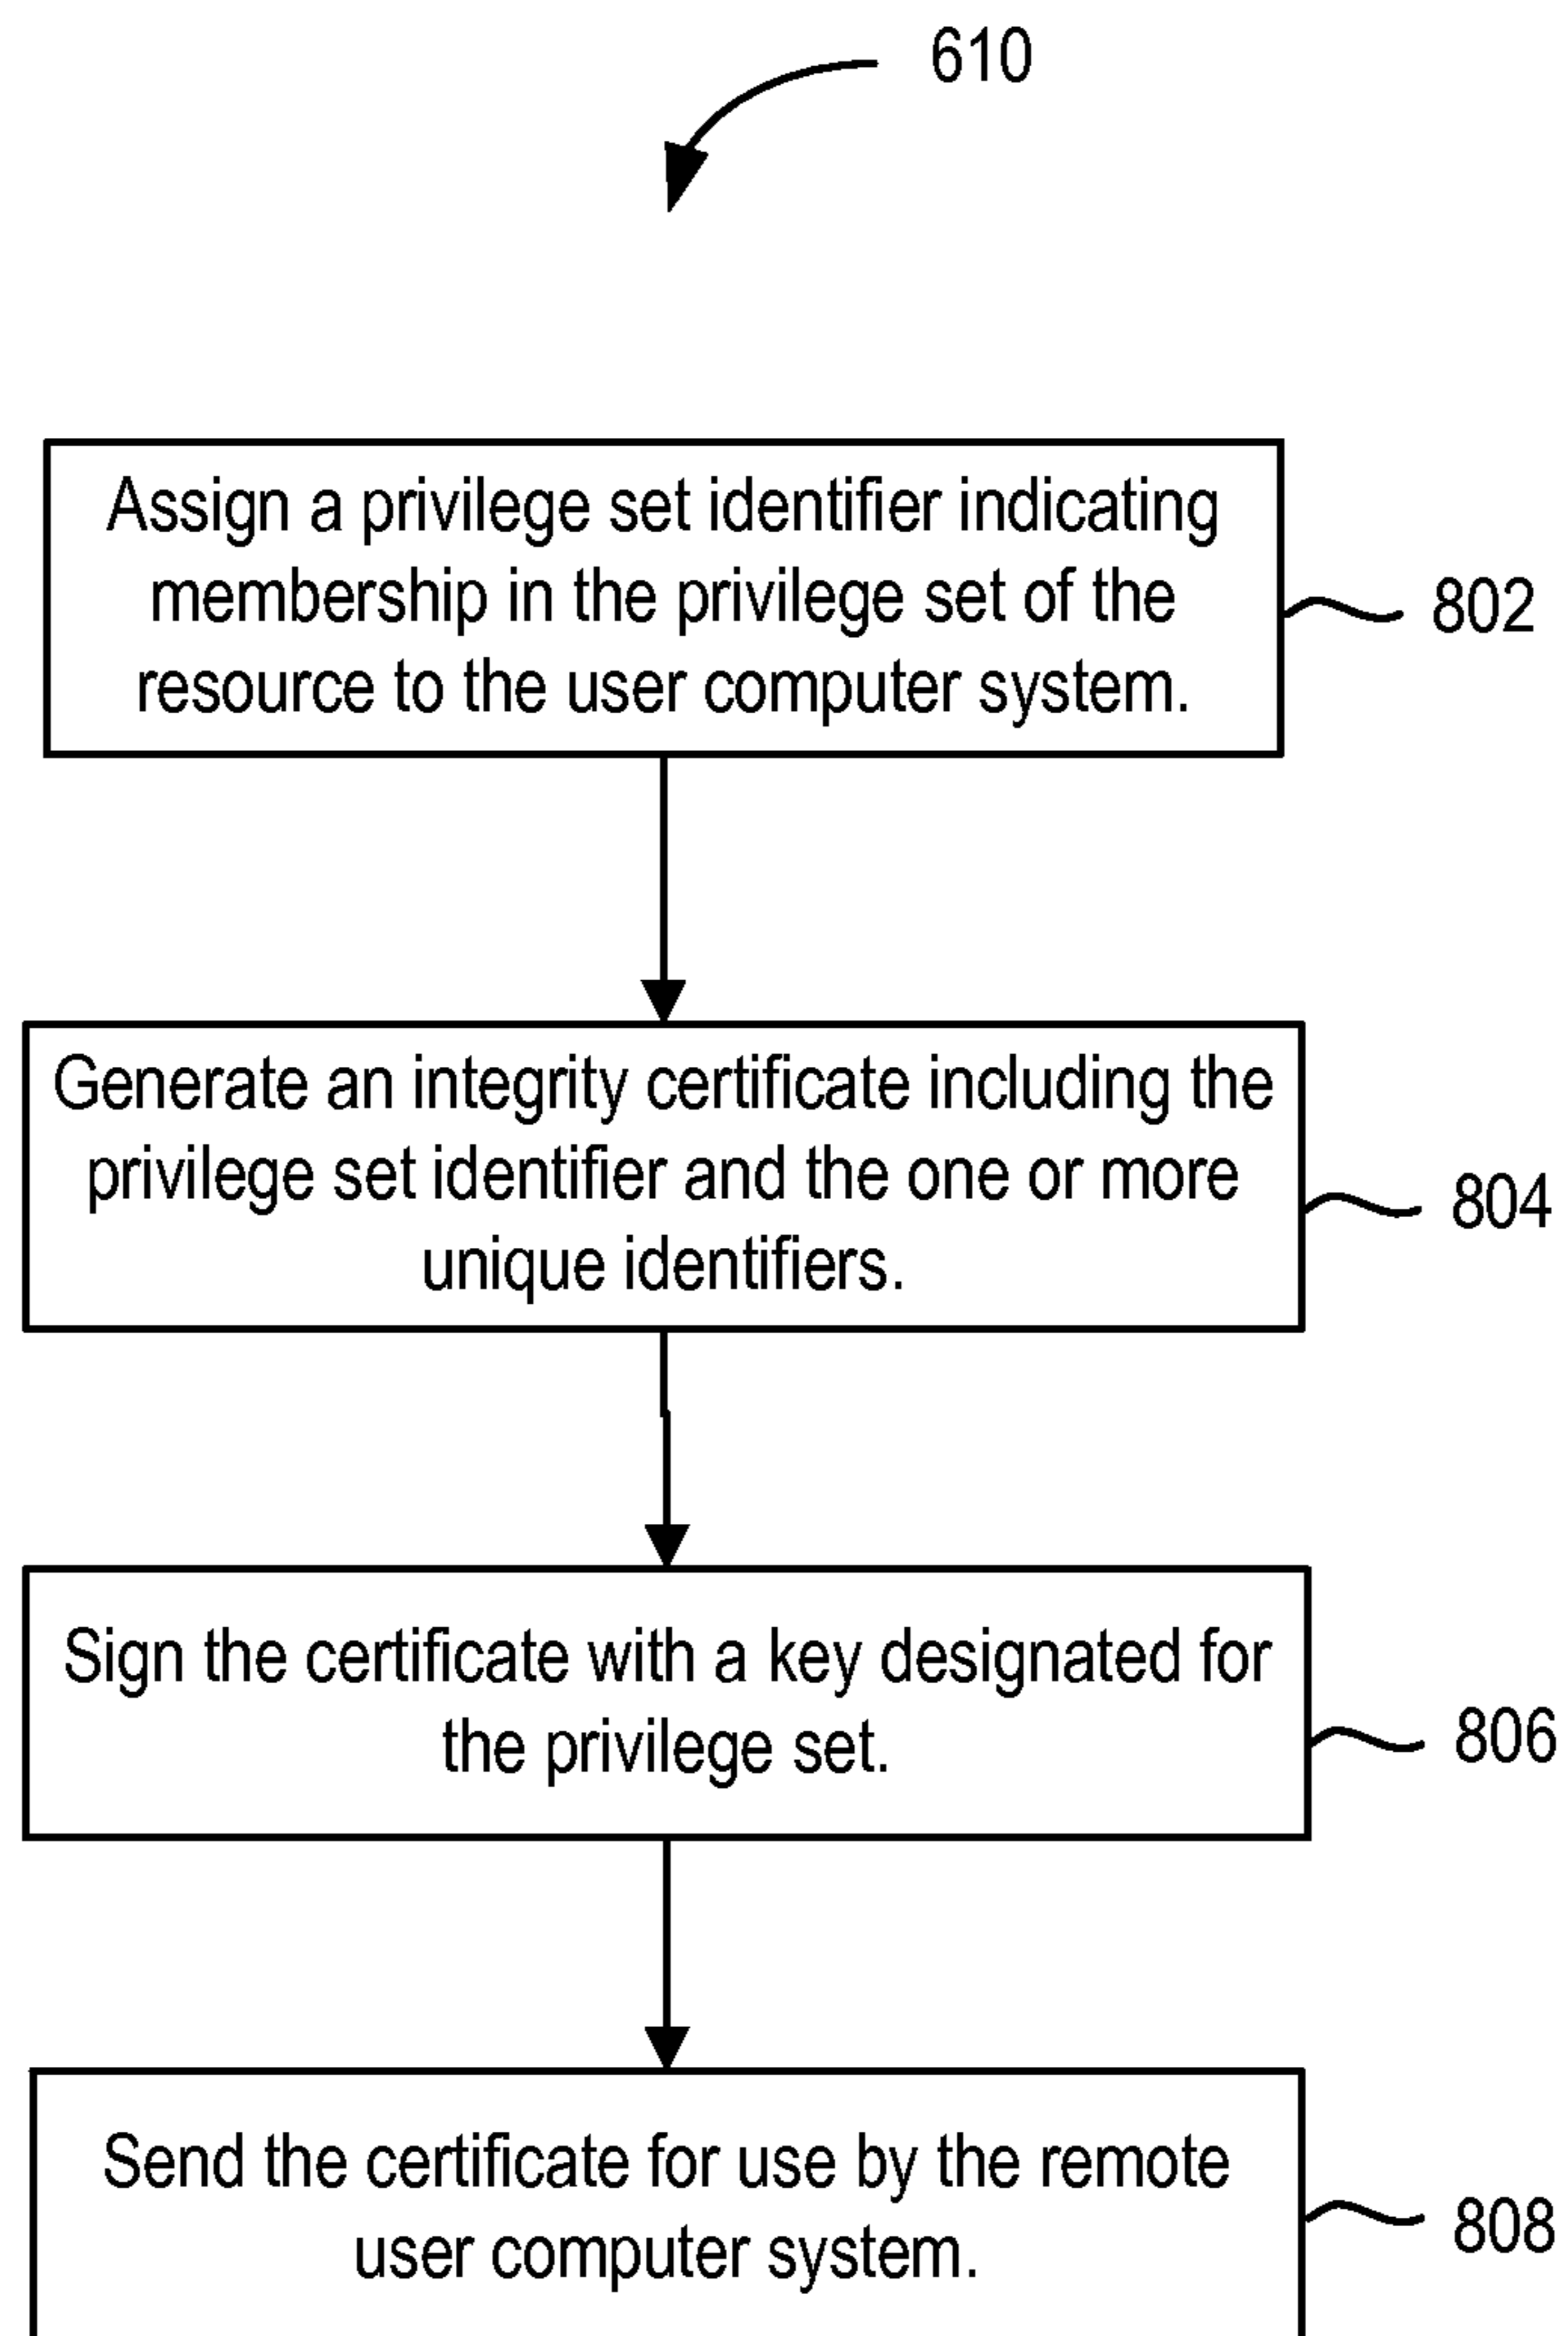 610
Assign a privilege set identifier indicating
membership in the privilege set of the
resource to the user computer system.
802
Generate an integrity certificate including the
privilege set identifier and the one or more
unique identifiers.
804
Sign the certificate with a key designated for
the privilege set.
806
Send the certificate for use by the remote
user computer system.
808